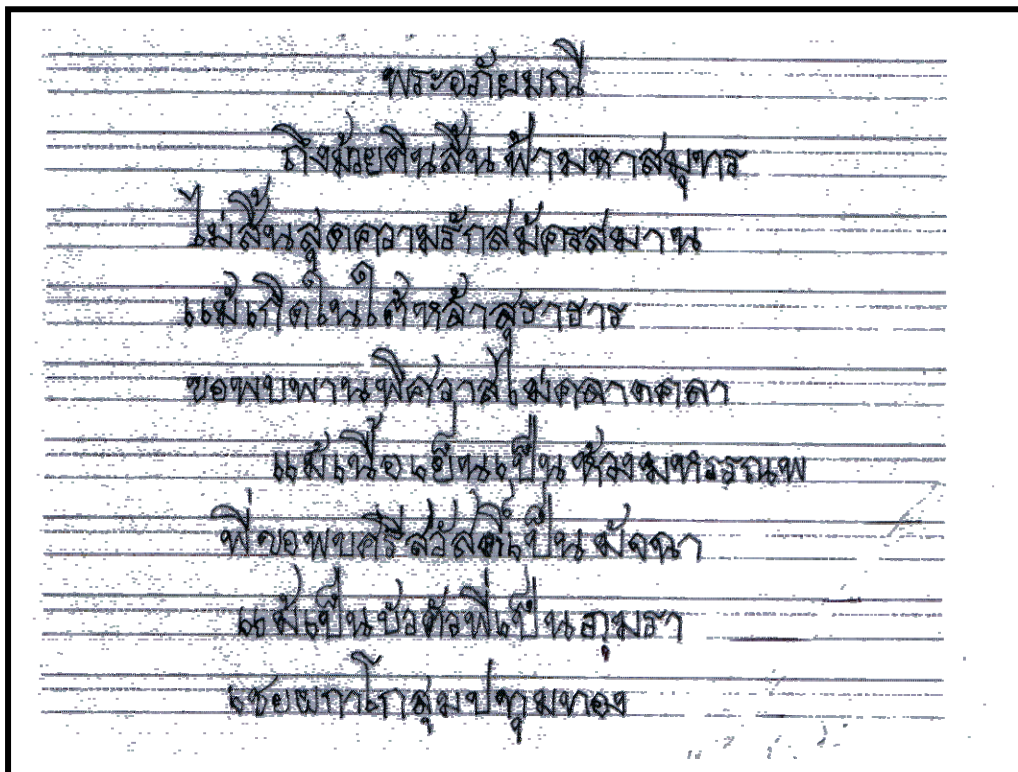 พระอภัยมณี
ถึงม้วยดินสิ้นฟ้ามหาสมุทร
ไม่สิ้นสุดความรักสมัครสมาน
แม้เกิดในใต้หล้าสุธาธาร
ขอพบพานพิศวาสไม่คลาดคลา
แม้เนื้อเย็นเป็นห้วงมหรรณพ
พี่ขอพบศรีสวัสดิ์เป็นมัจฉา
แม้เป็นบัวตัวพี่เป็นภุมรา
เชยผกาโกสุมปทุมทอง